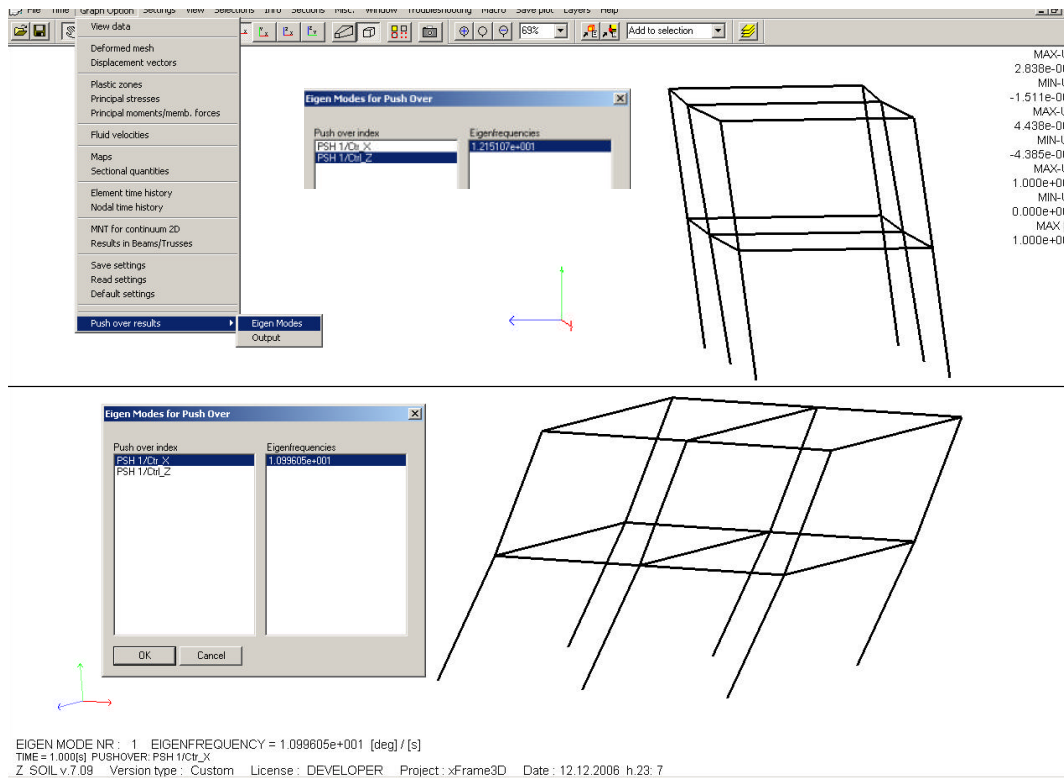 File Time Graph Option Settings View Selections Info Sections Misc. Window Troubleshooting Macro Save plot Layers Help
69%
Add to selection
View data
Deformed mesh
Displacement vectors
Plastic zones
Principal stresses
Principal moments/memb. forces
Fluid velocities
Maps
Sectional quantities
Element time history
Nodal time history
MNT for continuum 2D
Results in Beams/Trusses
Save settings
Read settings
Default settings
Push over results
Eigen Modes
Output
Eigen Modes for Push Over
Push over index
Eigenfrequencies
PSH 1/Ctr_X
1.215107e+001
PSH 1/Ctrl_Z
MAX-U
2.838e-00
MIN-U
-1.511e-00
MAX-U
4.438e-00
MIN-U
-4.385e-00
MAX-U
1.000e+00
MIN-U
0.000e+00
MAX
1.000e+00
Eigen Modes for Push Over
Push over index
Eigenfrequencies
PSH 1/Ctr_X
1.099605e+001
PSH 1/Ctrl_Z
OK
Cancel
EIGEN MODE NR : 1 EIGENFREQUENCY = 1.099605e+001 [deg] / [s]
TIME = 1.000[s] PUSHOVER: PSH 1/Ctr_X
Z_SOIL v.7.09 Version type : Custom License : DEVELOPER Project : xFrame3D Date : 12.12.2006 h.23: 7